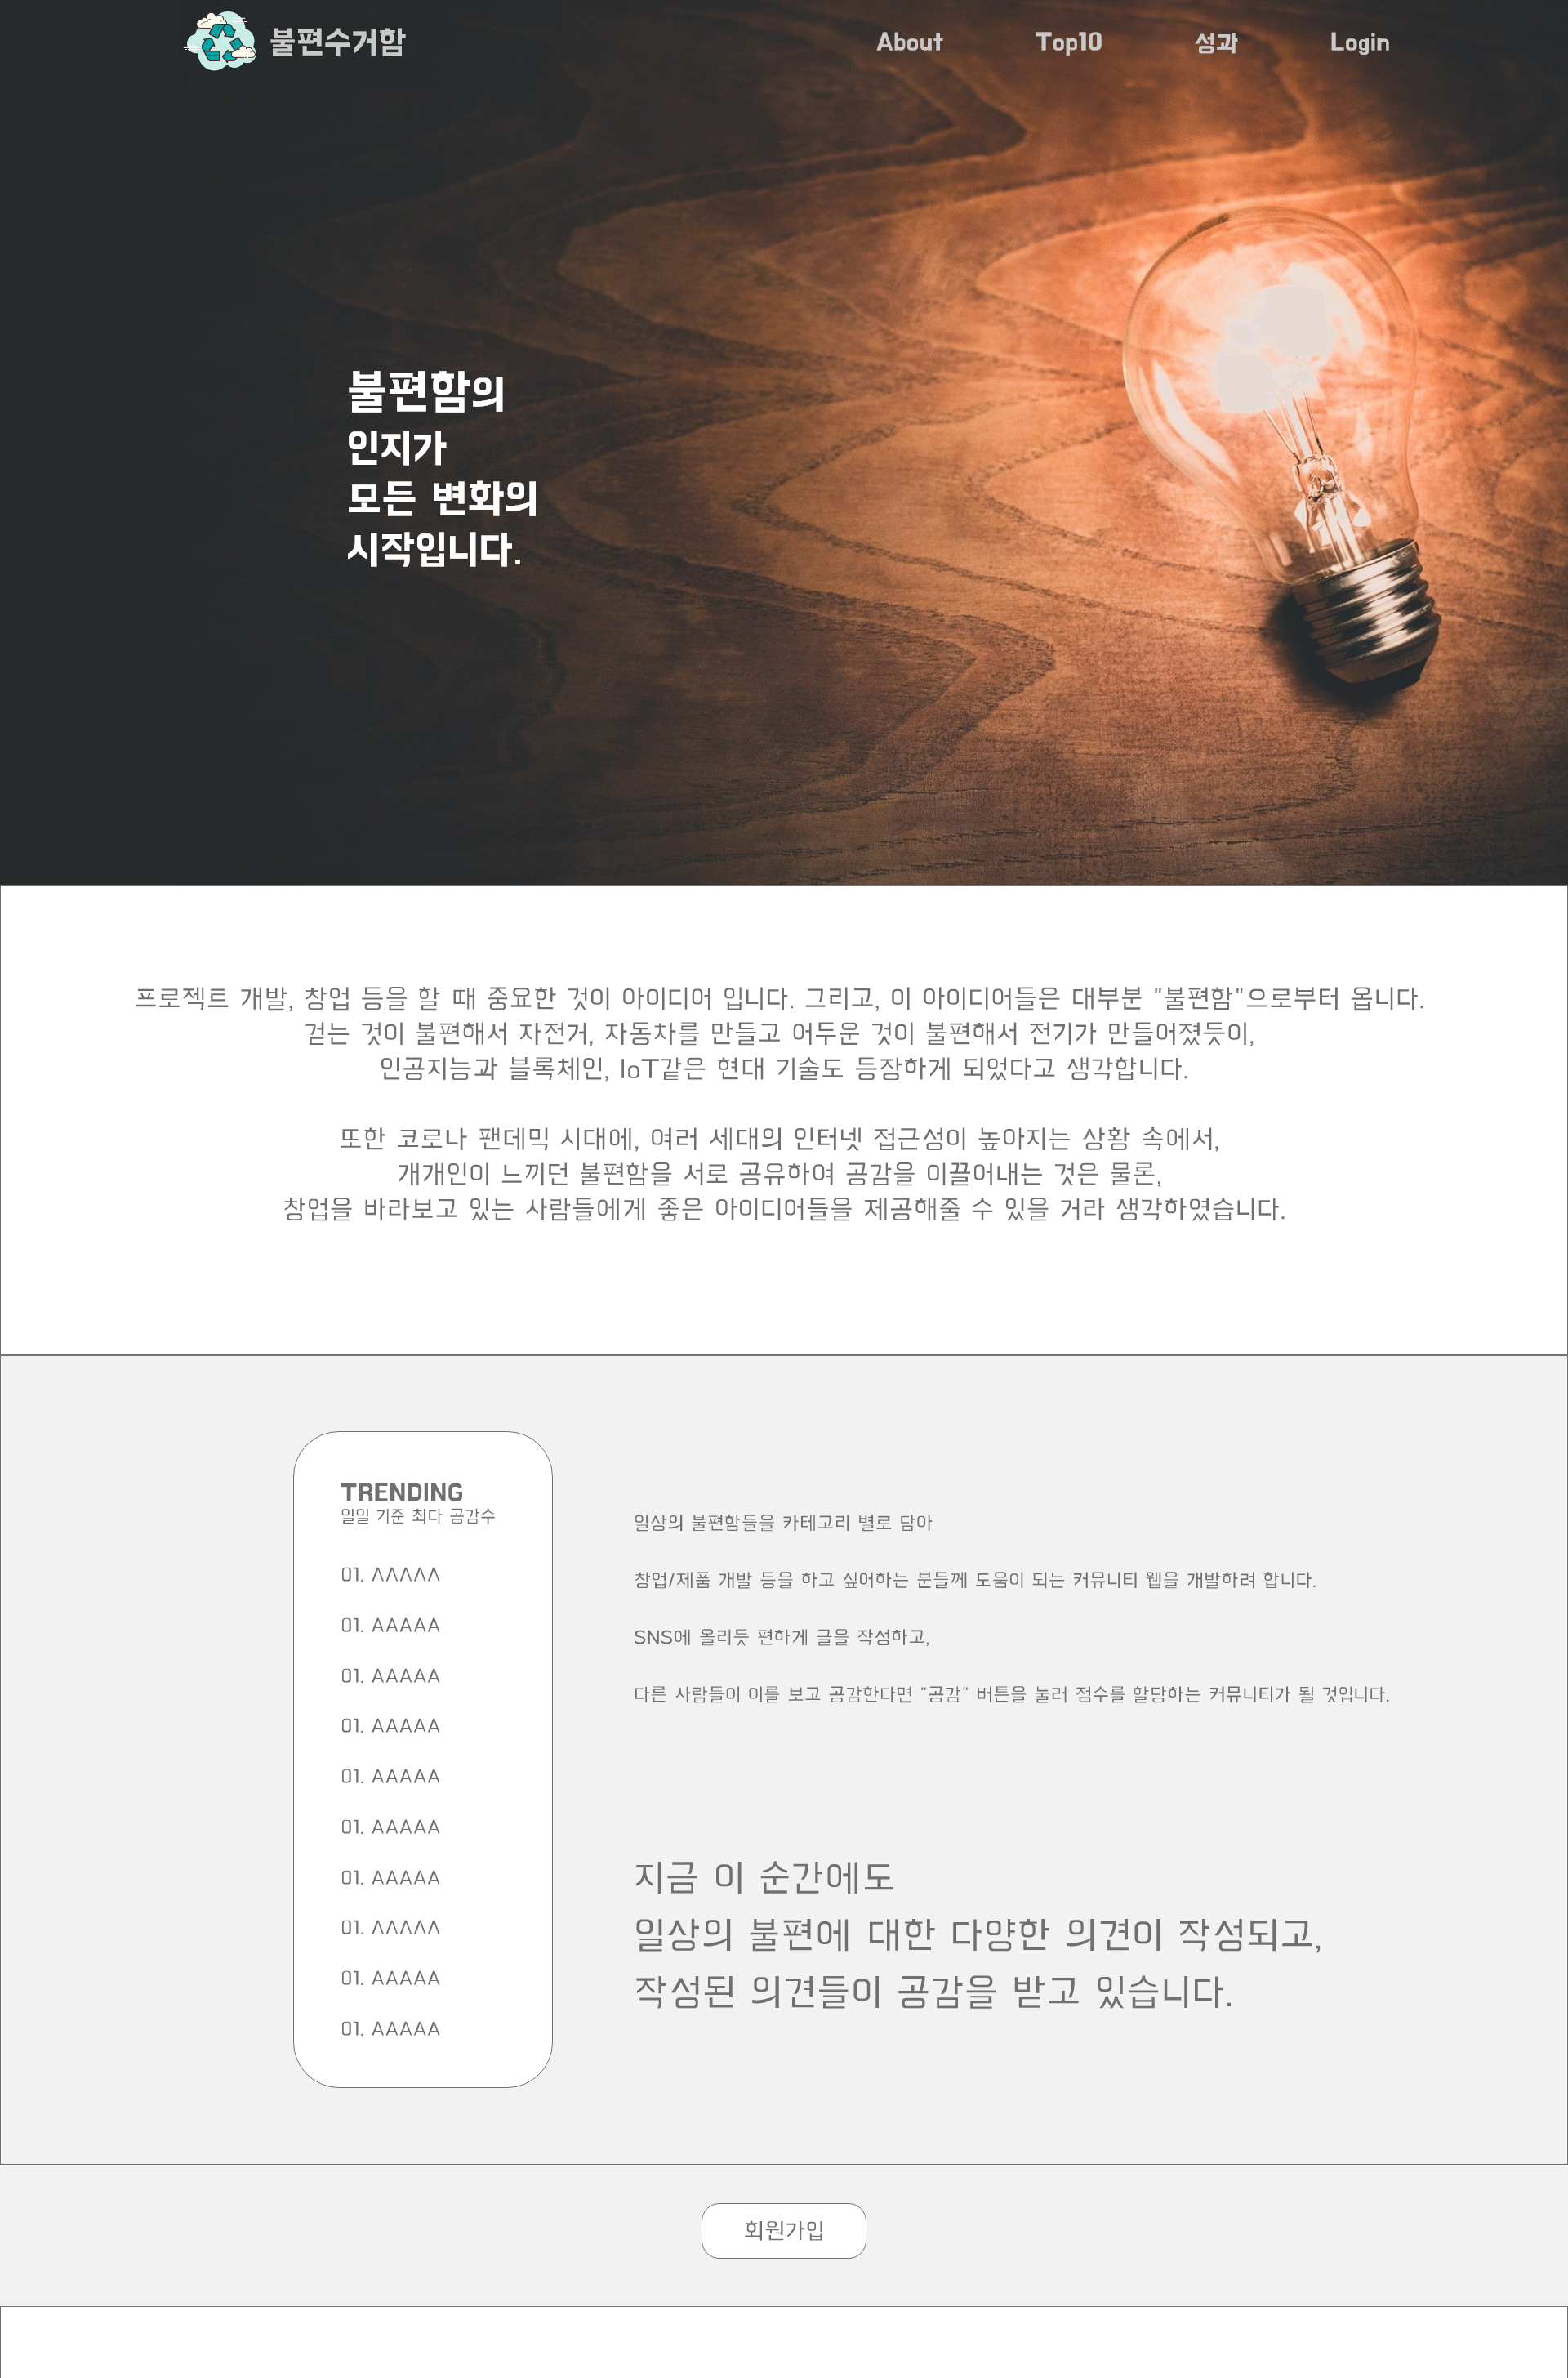 불편수거함
About
Top10
성과
Login
불편함의
인지가
모든 변화의
시작입니다.
프로젝트 개발, 창업 등을 할 때 중요한 것이 아이디어 입니다. 그리고, 이 아이디어들은 대부분 "불편함"으로부터 옵니다.
걷는 것이 불편해서 자전거, 자동차를 만들고 어두운 것이 불편해서 전기가 만들어졌듯이,
인공지능과 블록체인, IoT같은 현대 기술도 등장하게 되었다고 생각합니다.
또한 코로나 팬데믹 시대에, 여러 세대의 인터넷 접근성이 높아지는 상황 속에서,
개개인이 느끼던 불편함을 서로 공유하여 공감을 이끌어내는 것은 물론,
창업을 바라보고 있는 사람들에게 좋은 아이디어들을 제공해줄 수 있을 거라 생각하였습니다.
TRENDING
일일 기준 최다 공감수
01. AAAAA
01. AAAAA
01. AAAAA
01. AAAAA
01. AAAAA
01. AAAAA
01. AAAAA
01. AAAAA
01. AAAAA
01. AAAAA
일상의 불편함들을 카테고리 별로 담아
창업/제품 개발 등을 하고 싶어하는 분들께 도움이 되는 커뮤니티 웹을 개발하려 합니다.
SNS에 올리듯 편하게 글을 작성하고,
다른 사람들이 이를 보고 공감한다면 "공감" 버튼을 눌러 점수를 할당하는 커뮤니티가 될 것입니다.
지금 이 순간에도
일상의 불편에 대한 다양한 의견이 작성되고,
작성된 의견들이 공감을 받고 있습니다.
회원가입